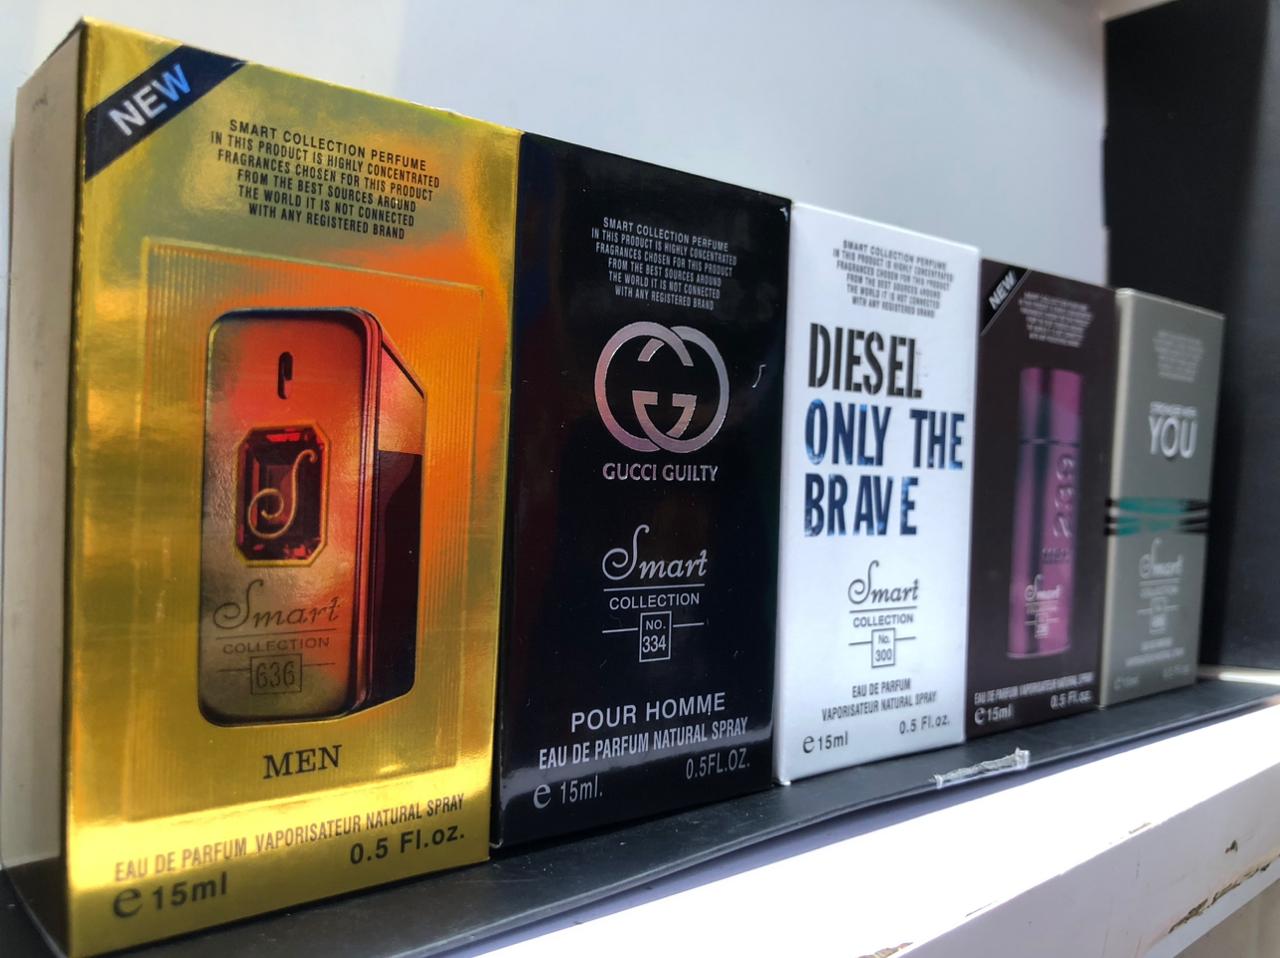 NEW
SMART COLLECTION PERFUME
IN THIS PRODUCT IS HIGHLY CONCENTRATED
FRAGRANCES CHOSEN FOR THIS PRODUCT
FROM THE BEST SOURCES AROUND
THE WORLD IT IS NOT CONNECTED
WITH ANY REGISTERED BRAND
Smart
COLLECTION
636
MEN
EAU DE PARFUM VAPORISATEUR NATURAL SPRAY
e 15ml 0.5 Fl.oz.
SMART COLLECTION PERFUME
IN THIS PRODUCT IS HIGHLY CONCENTRATED
FRAGRANCES CHOSEN FOR THIS PRODUCT
FROM THE BEST SOURCES AROUND
THE WORLD IT IS NOT CONNECTED
WITH ANY REGISTERED BRAND
GUCCI GUILTY
Smart
COLLECTION
NO.
334
POUR HOMME
EAU DE PARFUM NATURAL SPRAY
e 15ml. 0.5FL.OZ.
SMART COLLECTION PERFUME
IN THIS PRODUCT IS HIGHLY CONCENTRATED
FRAGRANCES CHOSEN FOR THIS PRODUCT
FROM THE BEST SOURCES AROUND
THE WORLD IT IS NOT CONNECTED
WITH ANY REGISTERED BRAND
DIESEL
ONLY THE
BRAVE
Smart
COLLECTION
No.
300
EAU DE PARFUM
VAPORISATEUR NATURAL SPRAY
e 15ml 0.5 Fl.oz.
NEW
Smart
EAU DE PARFUM VAPORISATEUR NATURAL SPRAY
e 15ml 0.5 Fl.oz.
YOU
Smart
COLLECTION